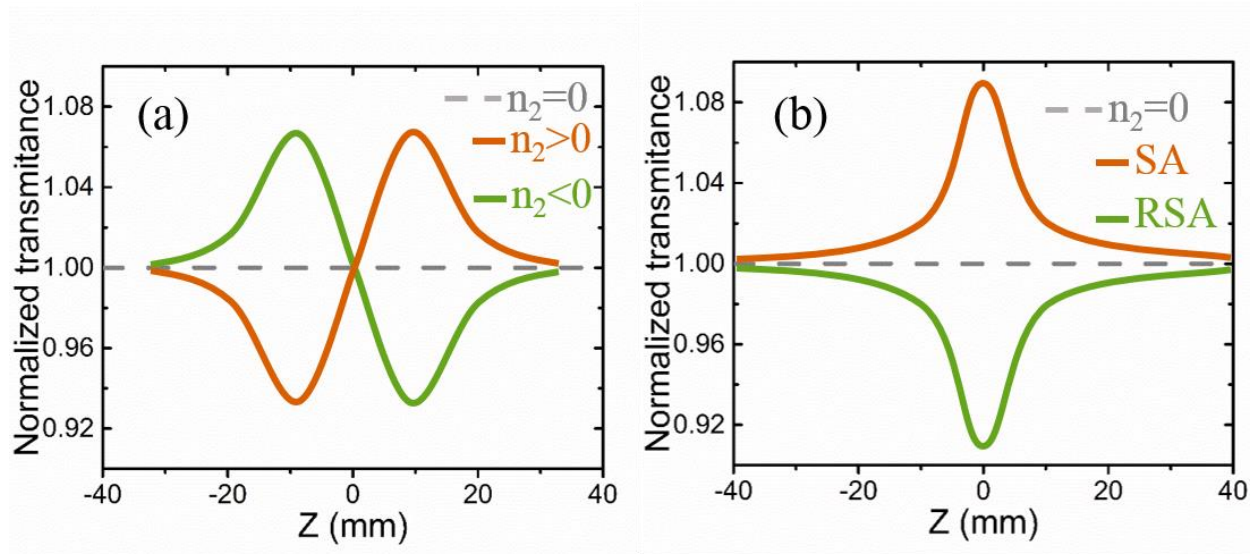 (a)
n₂=0
n₂>0
n₂<0
Normalized transmitance
1.08
1.04
1.00
0.96
0.92
-40 -20 0 20 40
Z (mm)
(b)
n₂=0
SA
RSA
Normalized transmitance
1.08
1.04
1.00
0.96
0.92
-40 -20 0 20 40
Z (mm)